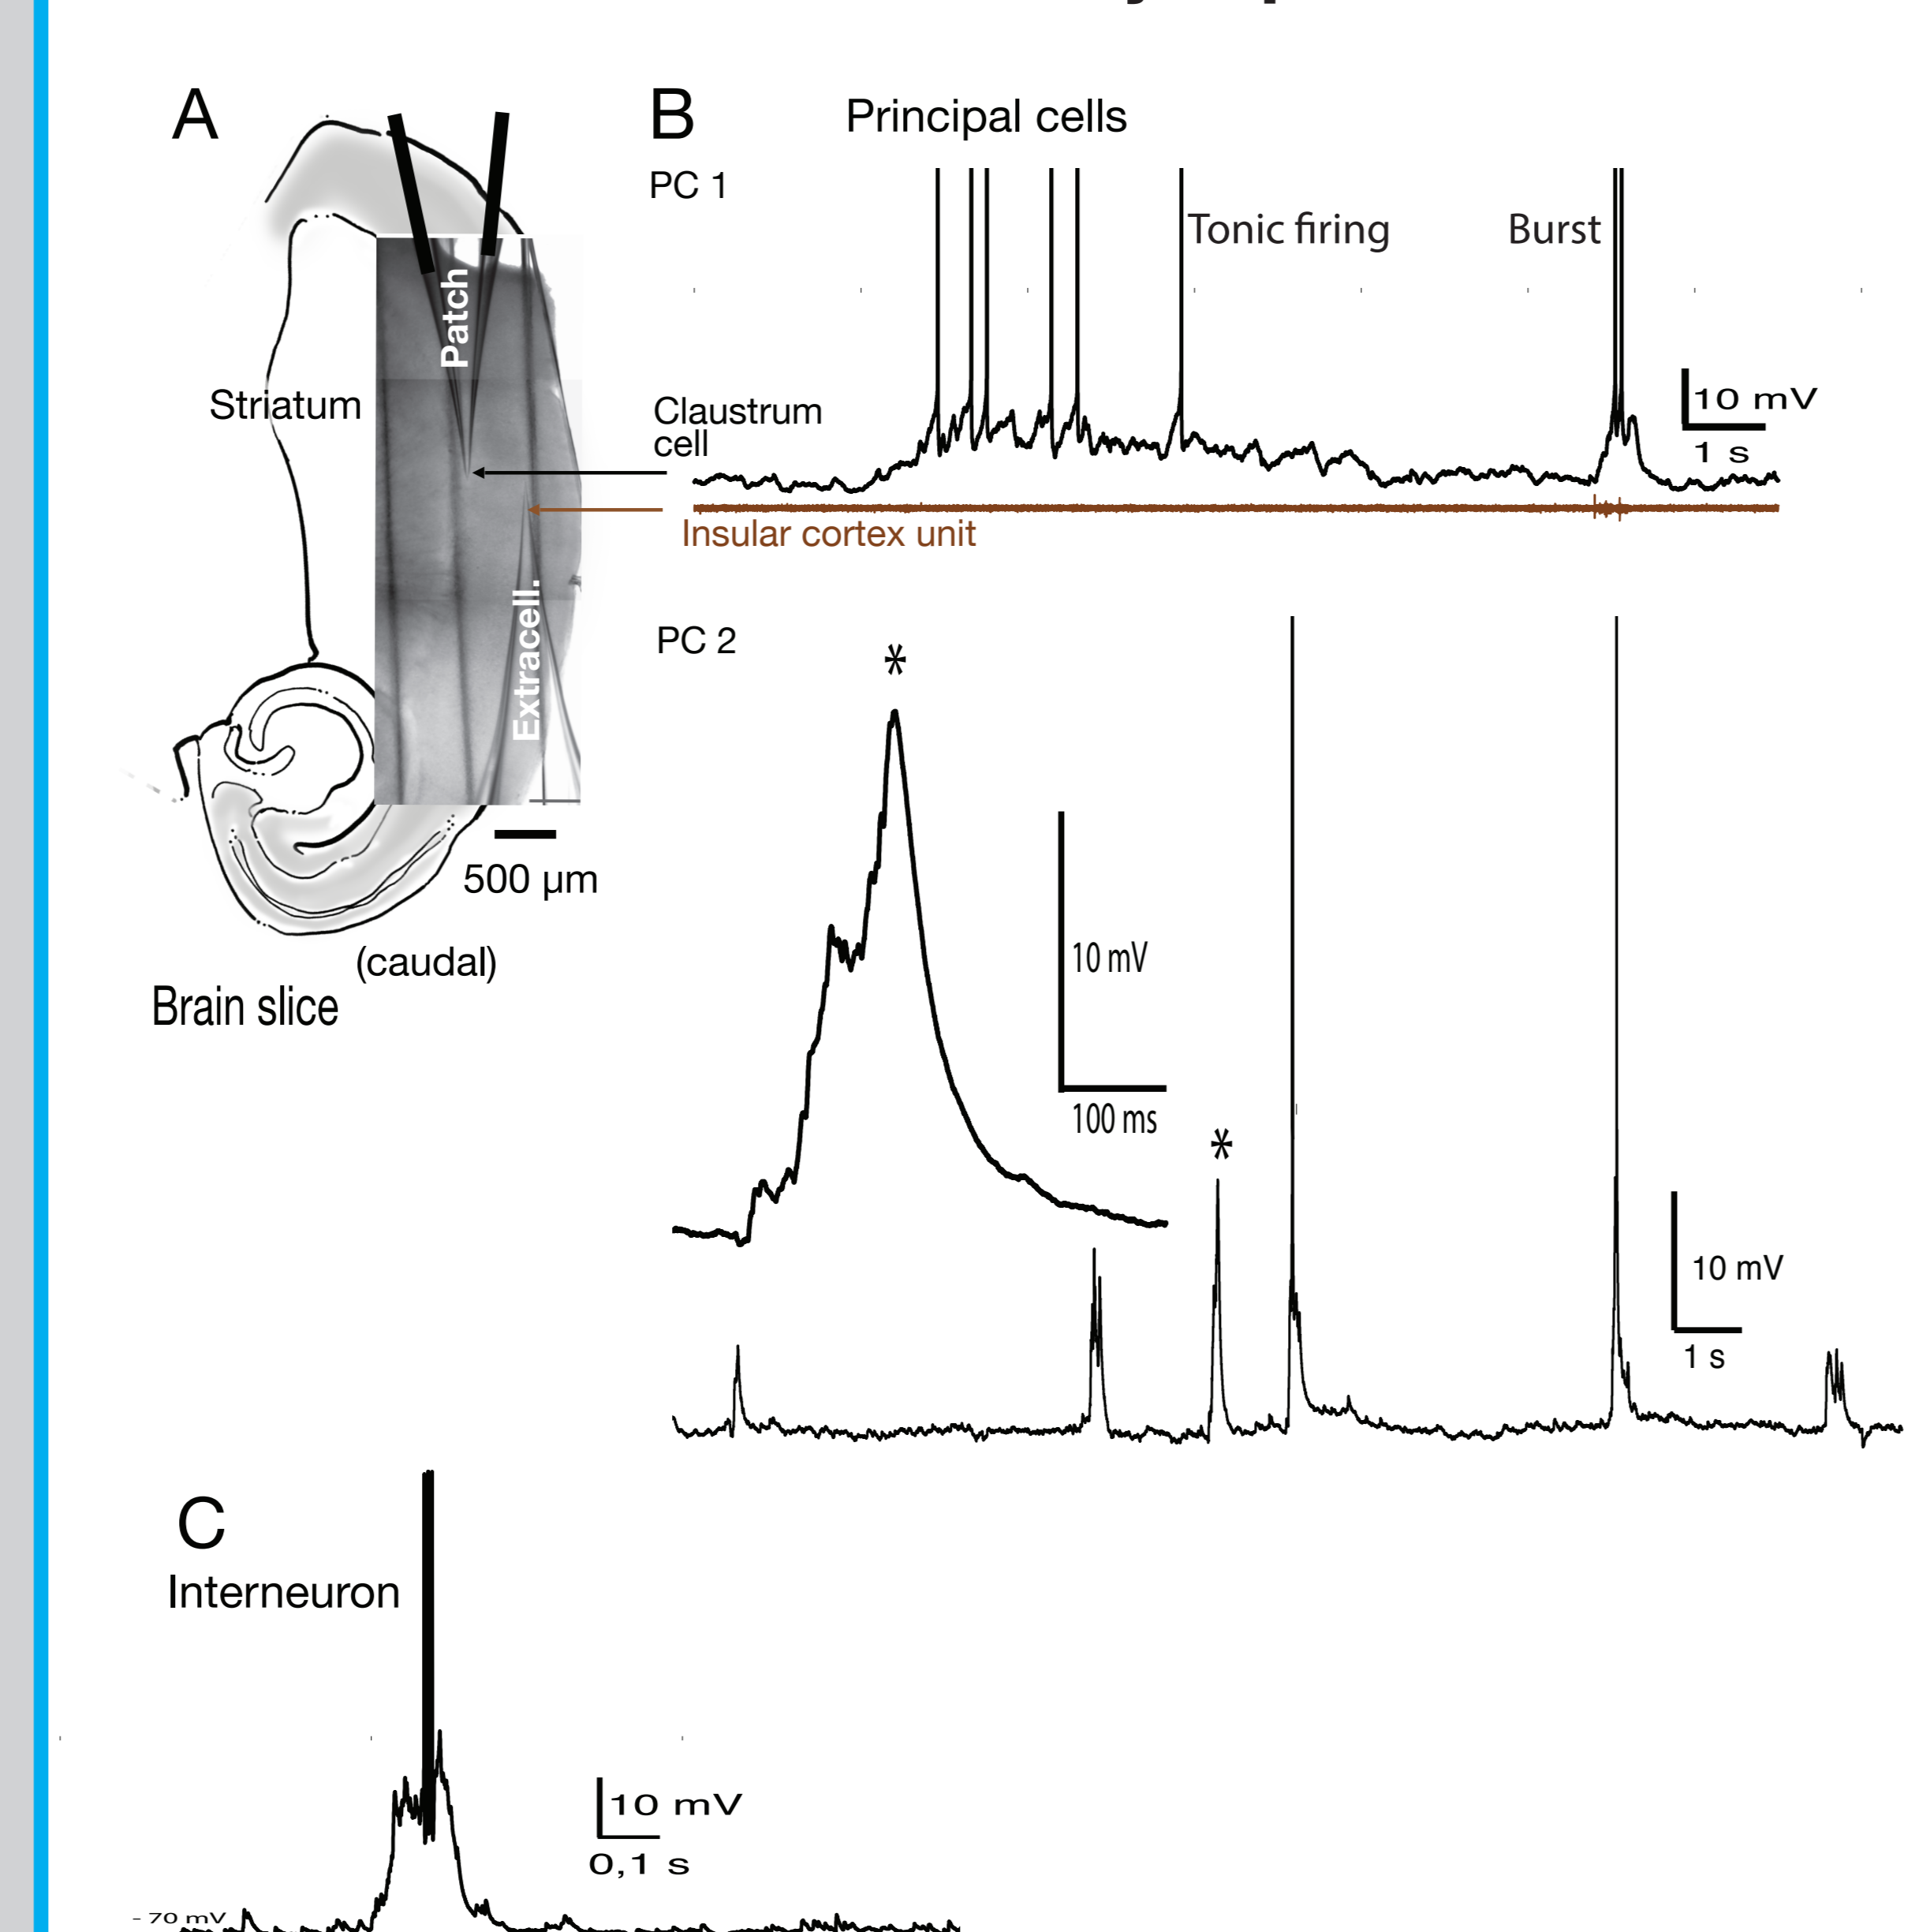 A
Patch
Striatum
Extracell.
500 µm
(caudal)
Brain slice
B
Principal cells
PC 1
Tonic firing
Burst
10 mV
1 s
Claustrum
cell
Insular cortex unit
PC 2
*
10 mV
100 ms
*
10 mV
1 s
C
Interneuron
10 mV
0,1 s
- 70 mV